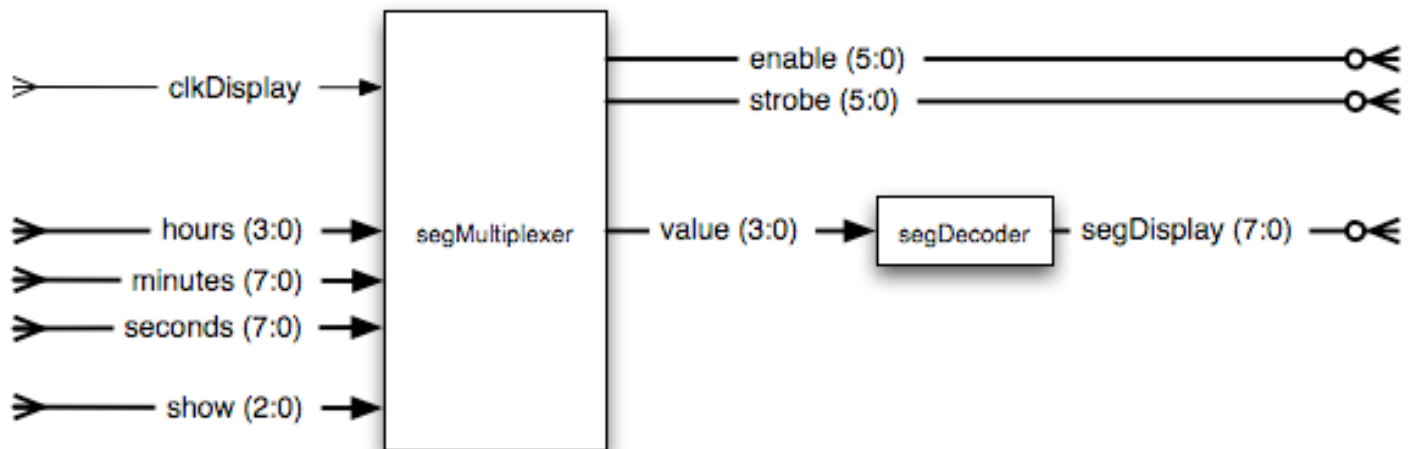 enable (5:0)
clkDisplay
strobe (5:0)
hours (3:0)
segMultiplexer
value (3:0)
segDecoder
segDisplay (7:0)
minutes (7:0)
seconds (7:0)
show (2:0)